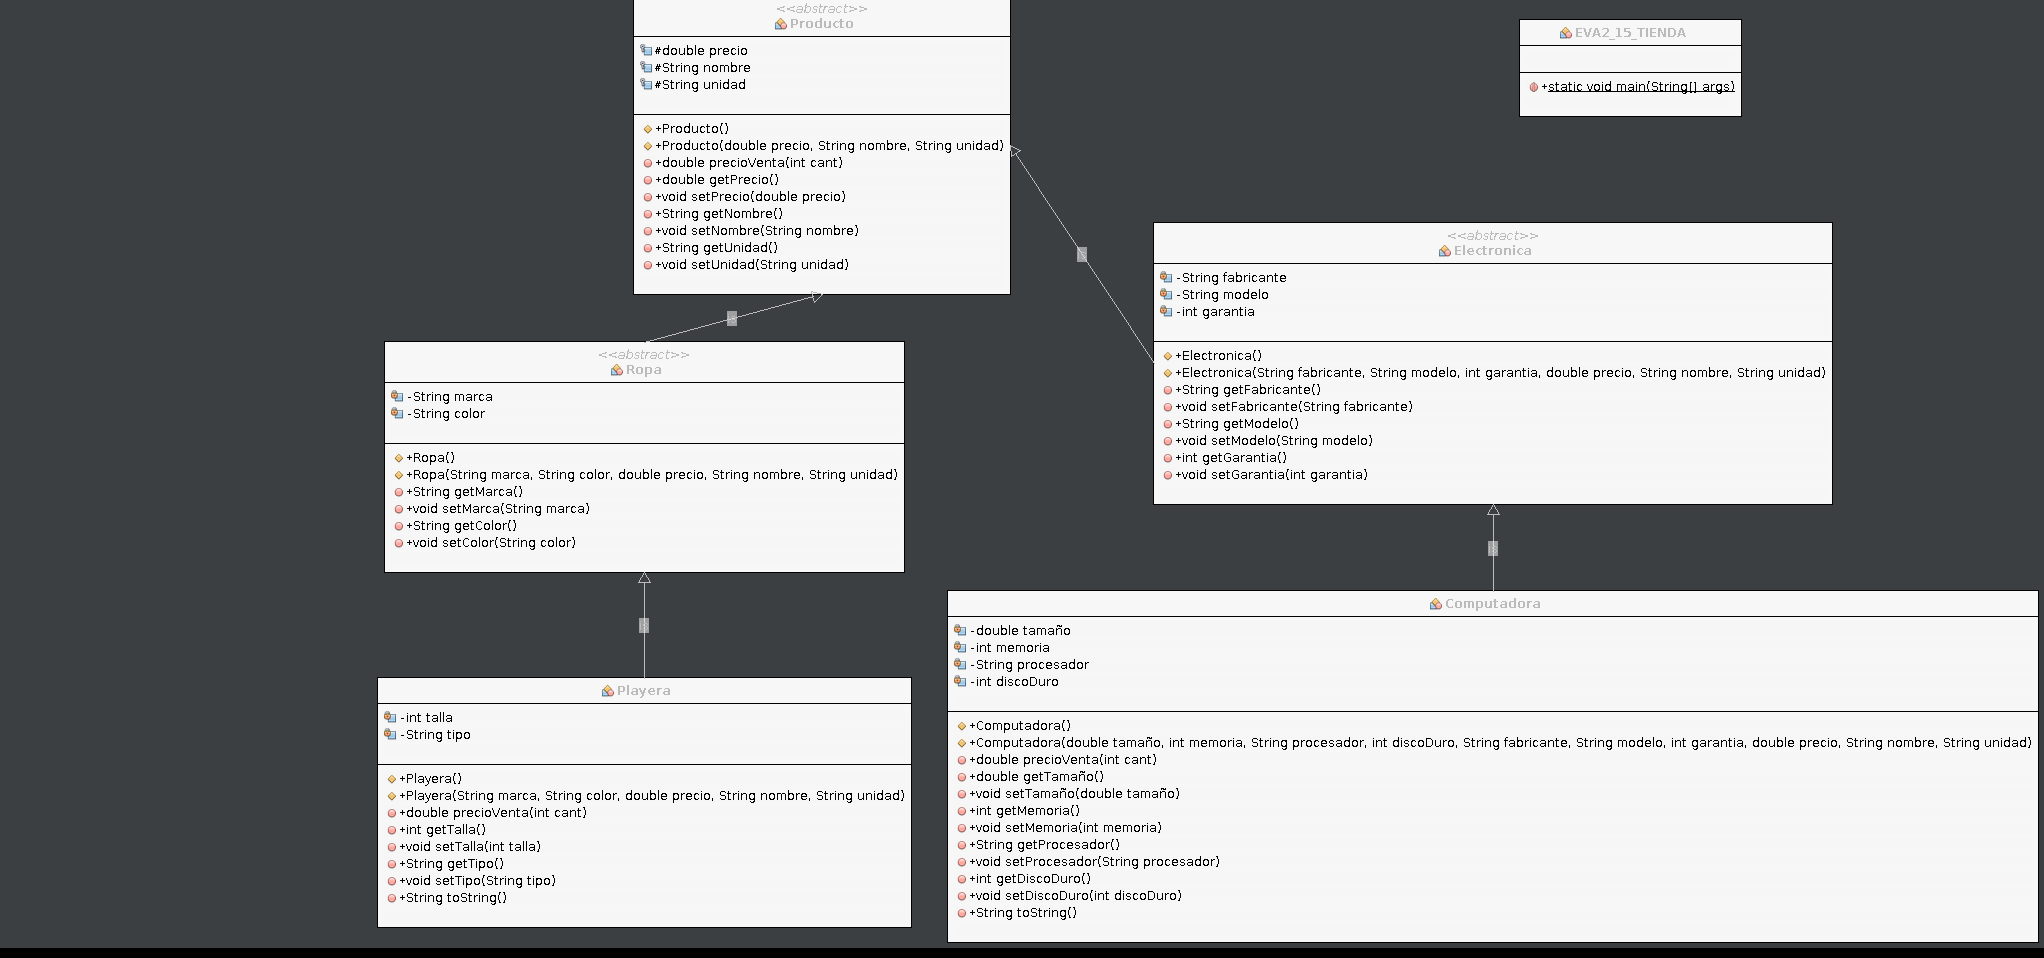 <<abstract>>
Producto
#double precio
#String nombre
#String unidad
+Producto()
+Producto(double precio, String nombre, String unidad)
+double precioVenta(int cant)
+double getPrecio()
+void setPrecio(double precio)
+String getNombre()
+void setNombre(String nombre)
+String getUnidad()
+void setUnidad(String unidad)
EVA2_15_TIENDA
+static void main(String[] args)
<<abstract>>
Electronica
-String fabricante
-String modelo
-int garantia
+Electronica()
+Electronica(String fabricante, String modelo, int garantia, double precio, String nombre, String unidad)
+String getFabricante()
+void setFabricante(String fabricante)
+String getModelo()
+void setModelo(String modelo)
+int getGarantia()
+void setGarantia(int garantia)
<<abstract>>
Ropa
-String marca
-String color
+Ropa()
+Ropa(String marca, String color, double precio, String nombre, String unidad)
+String getMarca()
+void setMarca(String marca)
+String getColor()
+void setColor(String color)
Playera
-int talla
-String tipo
+Playera()
+Playera(String marca, String color, double precio, String nombre, String unidad)
+double precioVenta(int cant)
+int getTalla()
+void setTalla(int talla)
+String getTipo()
+void setTipo(String tipo)
+String toString()
Computadora
-double tamaño
-int memoria
-String procesador
-int discoDuro
+Computadora()
+Computadora(double tamaño, int memoria, String procesador, int discoDuro, String fabricante, String modelo, int garantia, double precio, String nombre, String unidad)
+double precioVenta(int cant)
+double getTamaño()
+void setTamaño(double tamaño)
+int getMemoria()
+void setMemoria(int memoria)
+String getProcesador()
+void setProcesador(String procesador)
+int getDiscoDuro()
+void setDiscoDuro(int discoDuro)
+String toString()